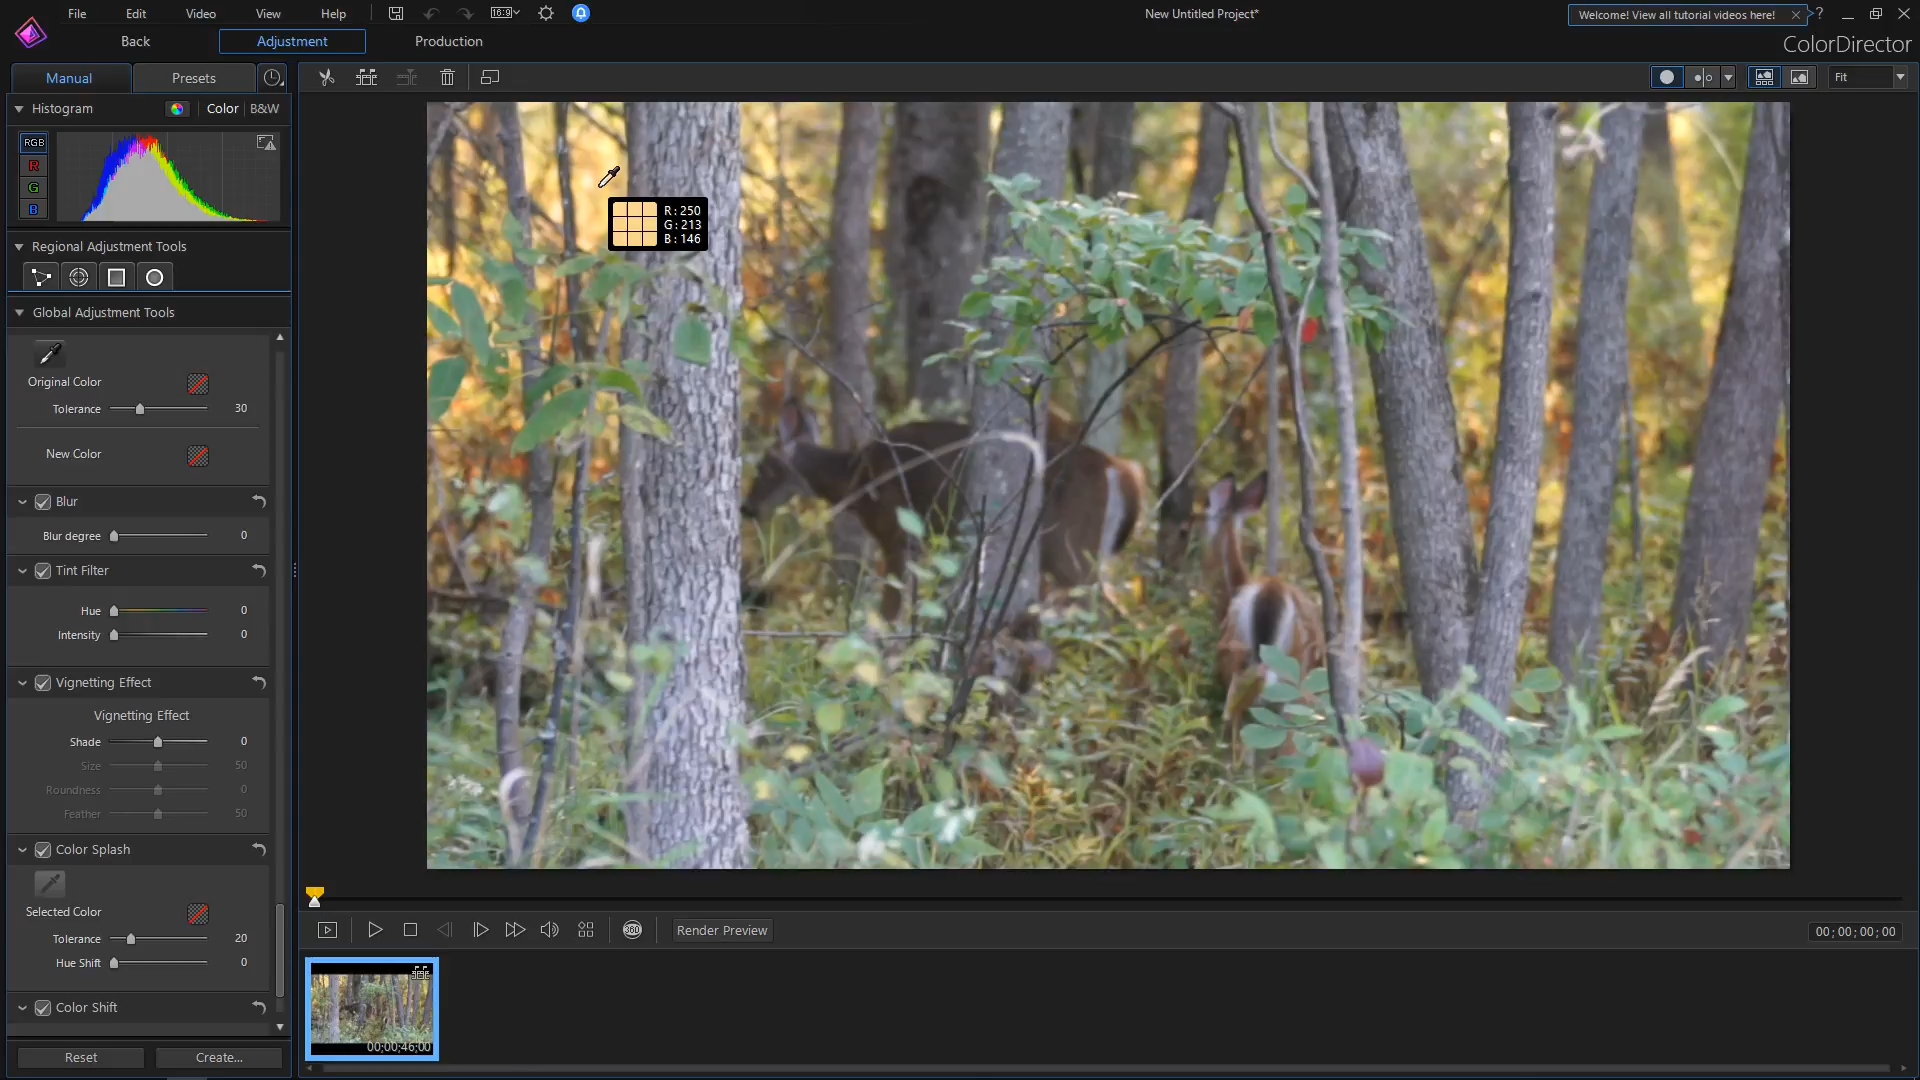 File Edit Video View Help
16:9
New Untitled Project*
Welcome! View all tutorial videos here!
?
Back Adjustment Production
ColorDirector
Manual Presets
Fit
Histogram Color B&W
RGB
R
G
B
R : 250
G : 213
B : 146
Regional Adjustment Tools
Global Adjustment Tools
Original Color
Tolerance 30
New Color
Blur
Blur degree 0
Tint Filter
Hue 0
Intensity 0
Vignetting Effect
Vignetting Effect
Shade 0
Size 50
Roundness 0
Feather 50
Color Splash
Selected Color
Tolerance 20
Hue Shift 0
Color Shift
Reset Create...
360
Render Preview
00; 00; 00; 00
00;00;46;00